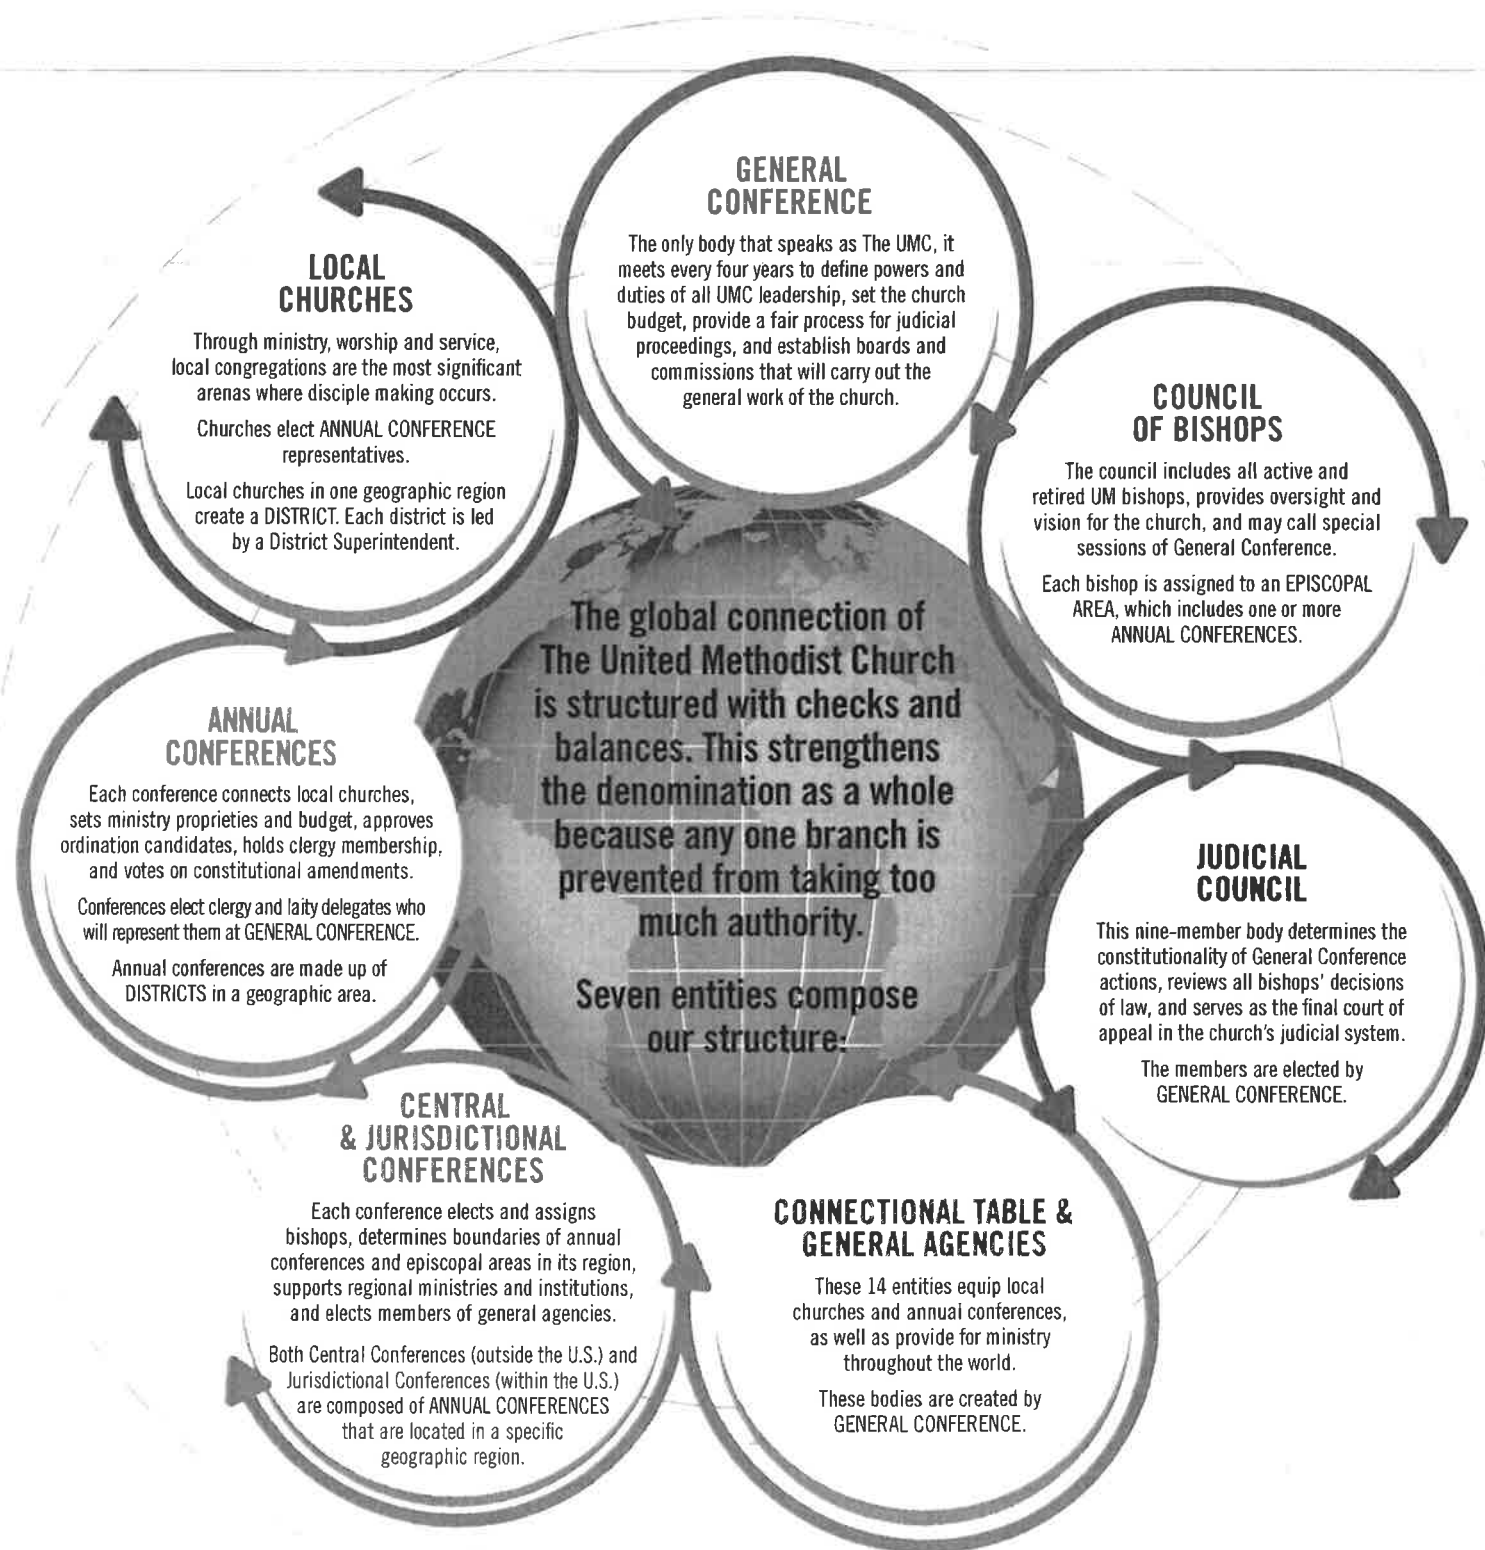 GENERAL
CONFERENCE
The only body that speaks as The UMC, it
meets every four years to define powers and
duties of all UMC leadership, set the church
budget, provide a fair process for judicial
proceedings, and establish boards and
commissions that will carry out the
general work of the church.
LOCAL
CHURCHES
Through ministry, worship and service,
local congregations are the most significant
arenas where disciple making occurs.
Churches elect ANNUAL CONFERENCE
representatives.
Local churches in one geographic region
create a DISTRICT. Each district is led
by a District Superintendent.
COUNCIL
OF BISHOPS
The council includes all active and
retired UM bishops, provides oversight and
vision for the church, and may call special
sessions of General Conference.
Each bishop is assigned to an EPISCOPAL
AREA, which includes one or more
ANNUAL CONFERENCES.
The global connection of
The United Methodist Church
is structured with checks and
balances. This strengthens
the denomination as a whole
because any one branch is
prevented from taking too
much authority.
Seven entities compose
our structure:
ANNUAL
CONFERENCES
Each conference connects local churches,
sets ministry proprieties and budget, approves
ordination candidates, holds clergy membership,
and votes on constitutional amendments.
Conferences elect clergy and laity delegates who
will represent them at GENERAL CONFERENCE.
Annual conferences are made up of
DISTRICTS in a geographic area.
JUDICIAL
COUNCIL
This nine-member body determines the
constitutionality of General Conference
actions, reviews all bishops' decisions
of law, and serves as the final court of
appeal in the church's judicial system.
The members are elected by
GENERAL CONFERENCE.
CENTRAL
& JURISDICTIONAL
CONFERENCES
Each conference elects and assigns
bishops, determines boundaries of annual
conferences and episcopal areas in its region,
supports regional ministries and institutions,
and elects members of general agencies.
Both Central Conferences (outside the U.S.) and
Jurisdictional Conferences (within the U.S.)
are composed of ANNUAL CONFERENCES
that are located in a specific
geographic region.
CONNECTIONAL TABLE &
GENERAL AGENCIES
These 14 entities equip local
churches and annual conferences,
as well as provide for ministry
throughout the world.
These bodies are created by
GENERAL CONFERENCE.